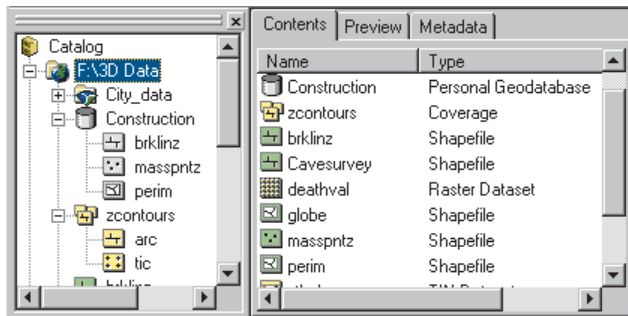 Catalog
F:\3D Data
City_data
Construction
brklinz
masspntz
perim
zcontours
arc
tic
Contents Preview Metadata
Name Type
Construction Personal Geodatabase
zcontours Coverage
brklinz Shapefile
Cavesurvey Shapefile
deathval Raster Dataset
globe Shapefile
masspntz Shapefile
perim Shapefile